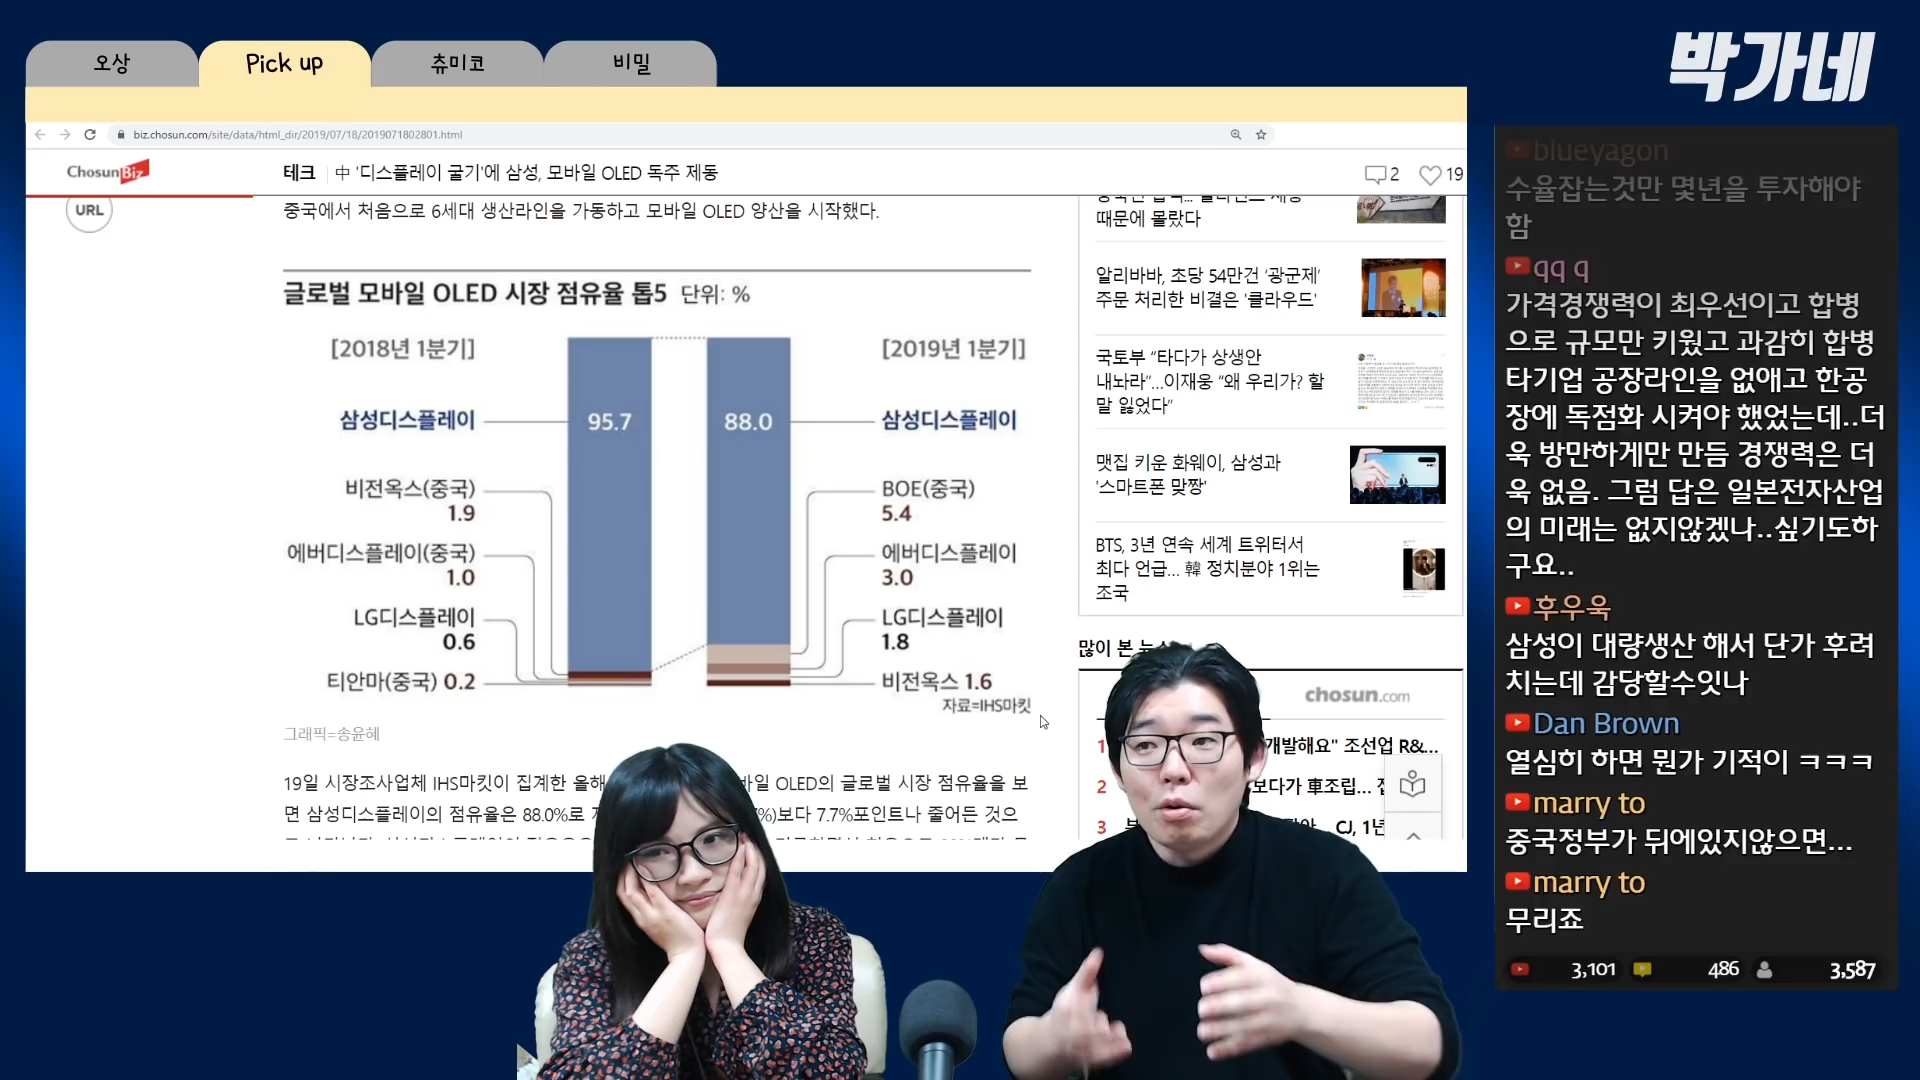 오상
Pick up
츄미코
비밀
박가네
biz.chosun.com/site/data/html_dir/2019/07/18/2019071802801.html
ChosunBiz
테크 | 中 '디스플레이 굴기'에 삼성, 모바일 OLED 독주 제동
2
19
URL
중국에서 처음으로 6세대 생산라인을 가동하고 모바일 OLED 양산을 시작했다.
글로벌 모바일 OLED 시장 점유율 톱5 단위: %
[2018년 1분기]
삼성디스플레이
95.7
비전옥스(중국)
1.9
에버디스플레이(중국)
1.0
LG디스플레이
0.6
티안마(중국) 0.2
[2019년 1분기]
88.0
삼성디스플레이
BOE(중국)
5.4
에버디스플레이
3.0
LG디스플레이
1.8
비전옥스 1.6
자료=IHS마킷
그래픽=송윤혜
19일 시장조사업체 IHS마킷이 집계한 올해 바일 OLED의 글로벌 시장 점유율을 보
면 삼성디스플레이의 점유율은 88.0%로 %)보다 7.7%포인트나 줄어든 것으
때문에 몰랐다
알리바바, 초당 54만건 '광군제'
주문 처리한 비결은 '클라우드'
국토부 “타다가 상생안
내놔라”...이재웅 “왜 우리가? 할
말 잃었다”
맷집 키운 화웨이, 삼성과
'스마트폰 맞짱'
BTS, 3년 연속 세계 트위터서
최다 언급... 韓 정치분야 1위는
조국
많이 본
chosun.com
1 개발해요" 조선업 R&...
2 보다가 車조립...
3 CJ, 1년
blueyagon
수율잡는것만 몇년을 투자해야
함
qq q
가격경쟁력이 최우선이고 합병
으로 규모만 키웠고 과감히 합병
타기업 공장라인을 없애고 한공
장에 독점화 시켜야 했었는데..더
욱 방만하게만 만듬 경쟁력은 더
욱 없음. 그럼 답은 일본전자산업
의 미래는 없지않겠나..싶기도하
구요..
후우욱
삼성이 대량생산 해서 단가 후려
치는데 감당할수잇나
Dan Brown
열심히 하면 뭔가 기적이 ㅋㅋㅋ
marry to
중국정부가 뒤에있지않으면...
marry to
무리죠
3,101
486
3,587